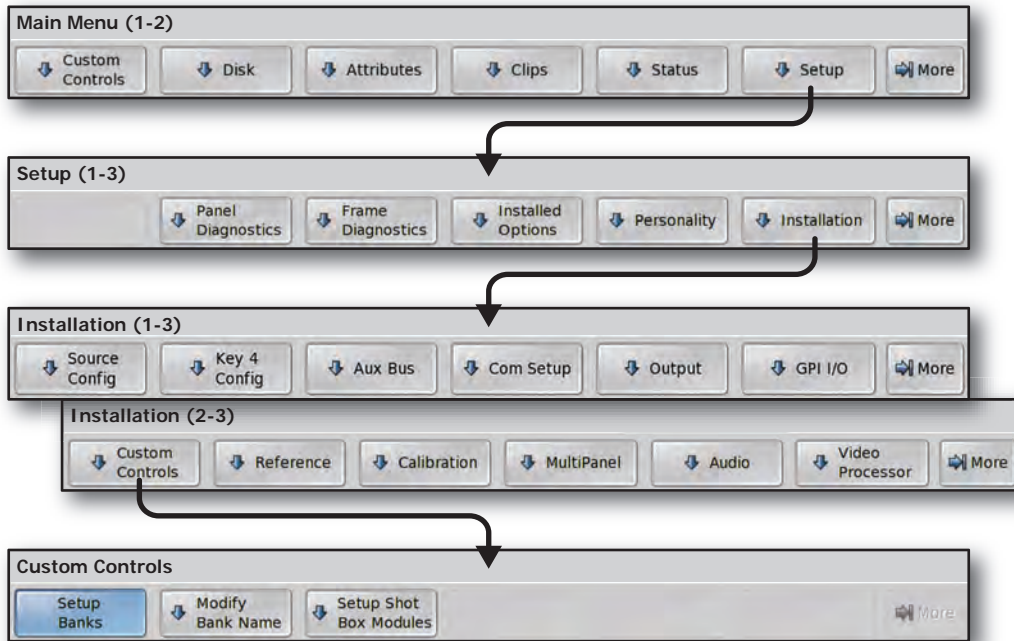 Main Menu (1-2)
Custom Controls
Disk
Attributes
Clips
Status
Setup
More
Setup (1-3)
Panel Diagnostics
Frame Diagnostics
Installed Options
Personality
Installation
More
Installation (1-3)
Source Config
Key 4 Config
Aux Bus
Com Setup
Output
GPI I/O
More
Installation (2-3)
Custom Controls
Reference
Calibration
MultiPanel
Audio
Video Processor
More
Custom Controls
Setup Banks
Modify Bank Name
Setup Shot Box Modules
More